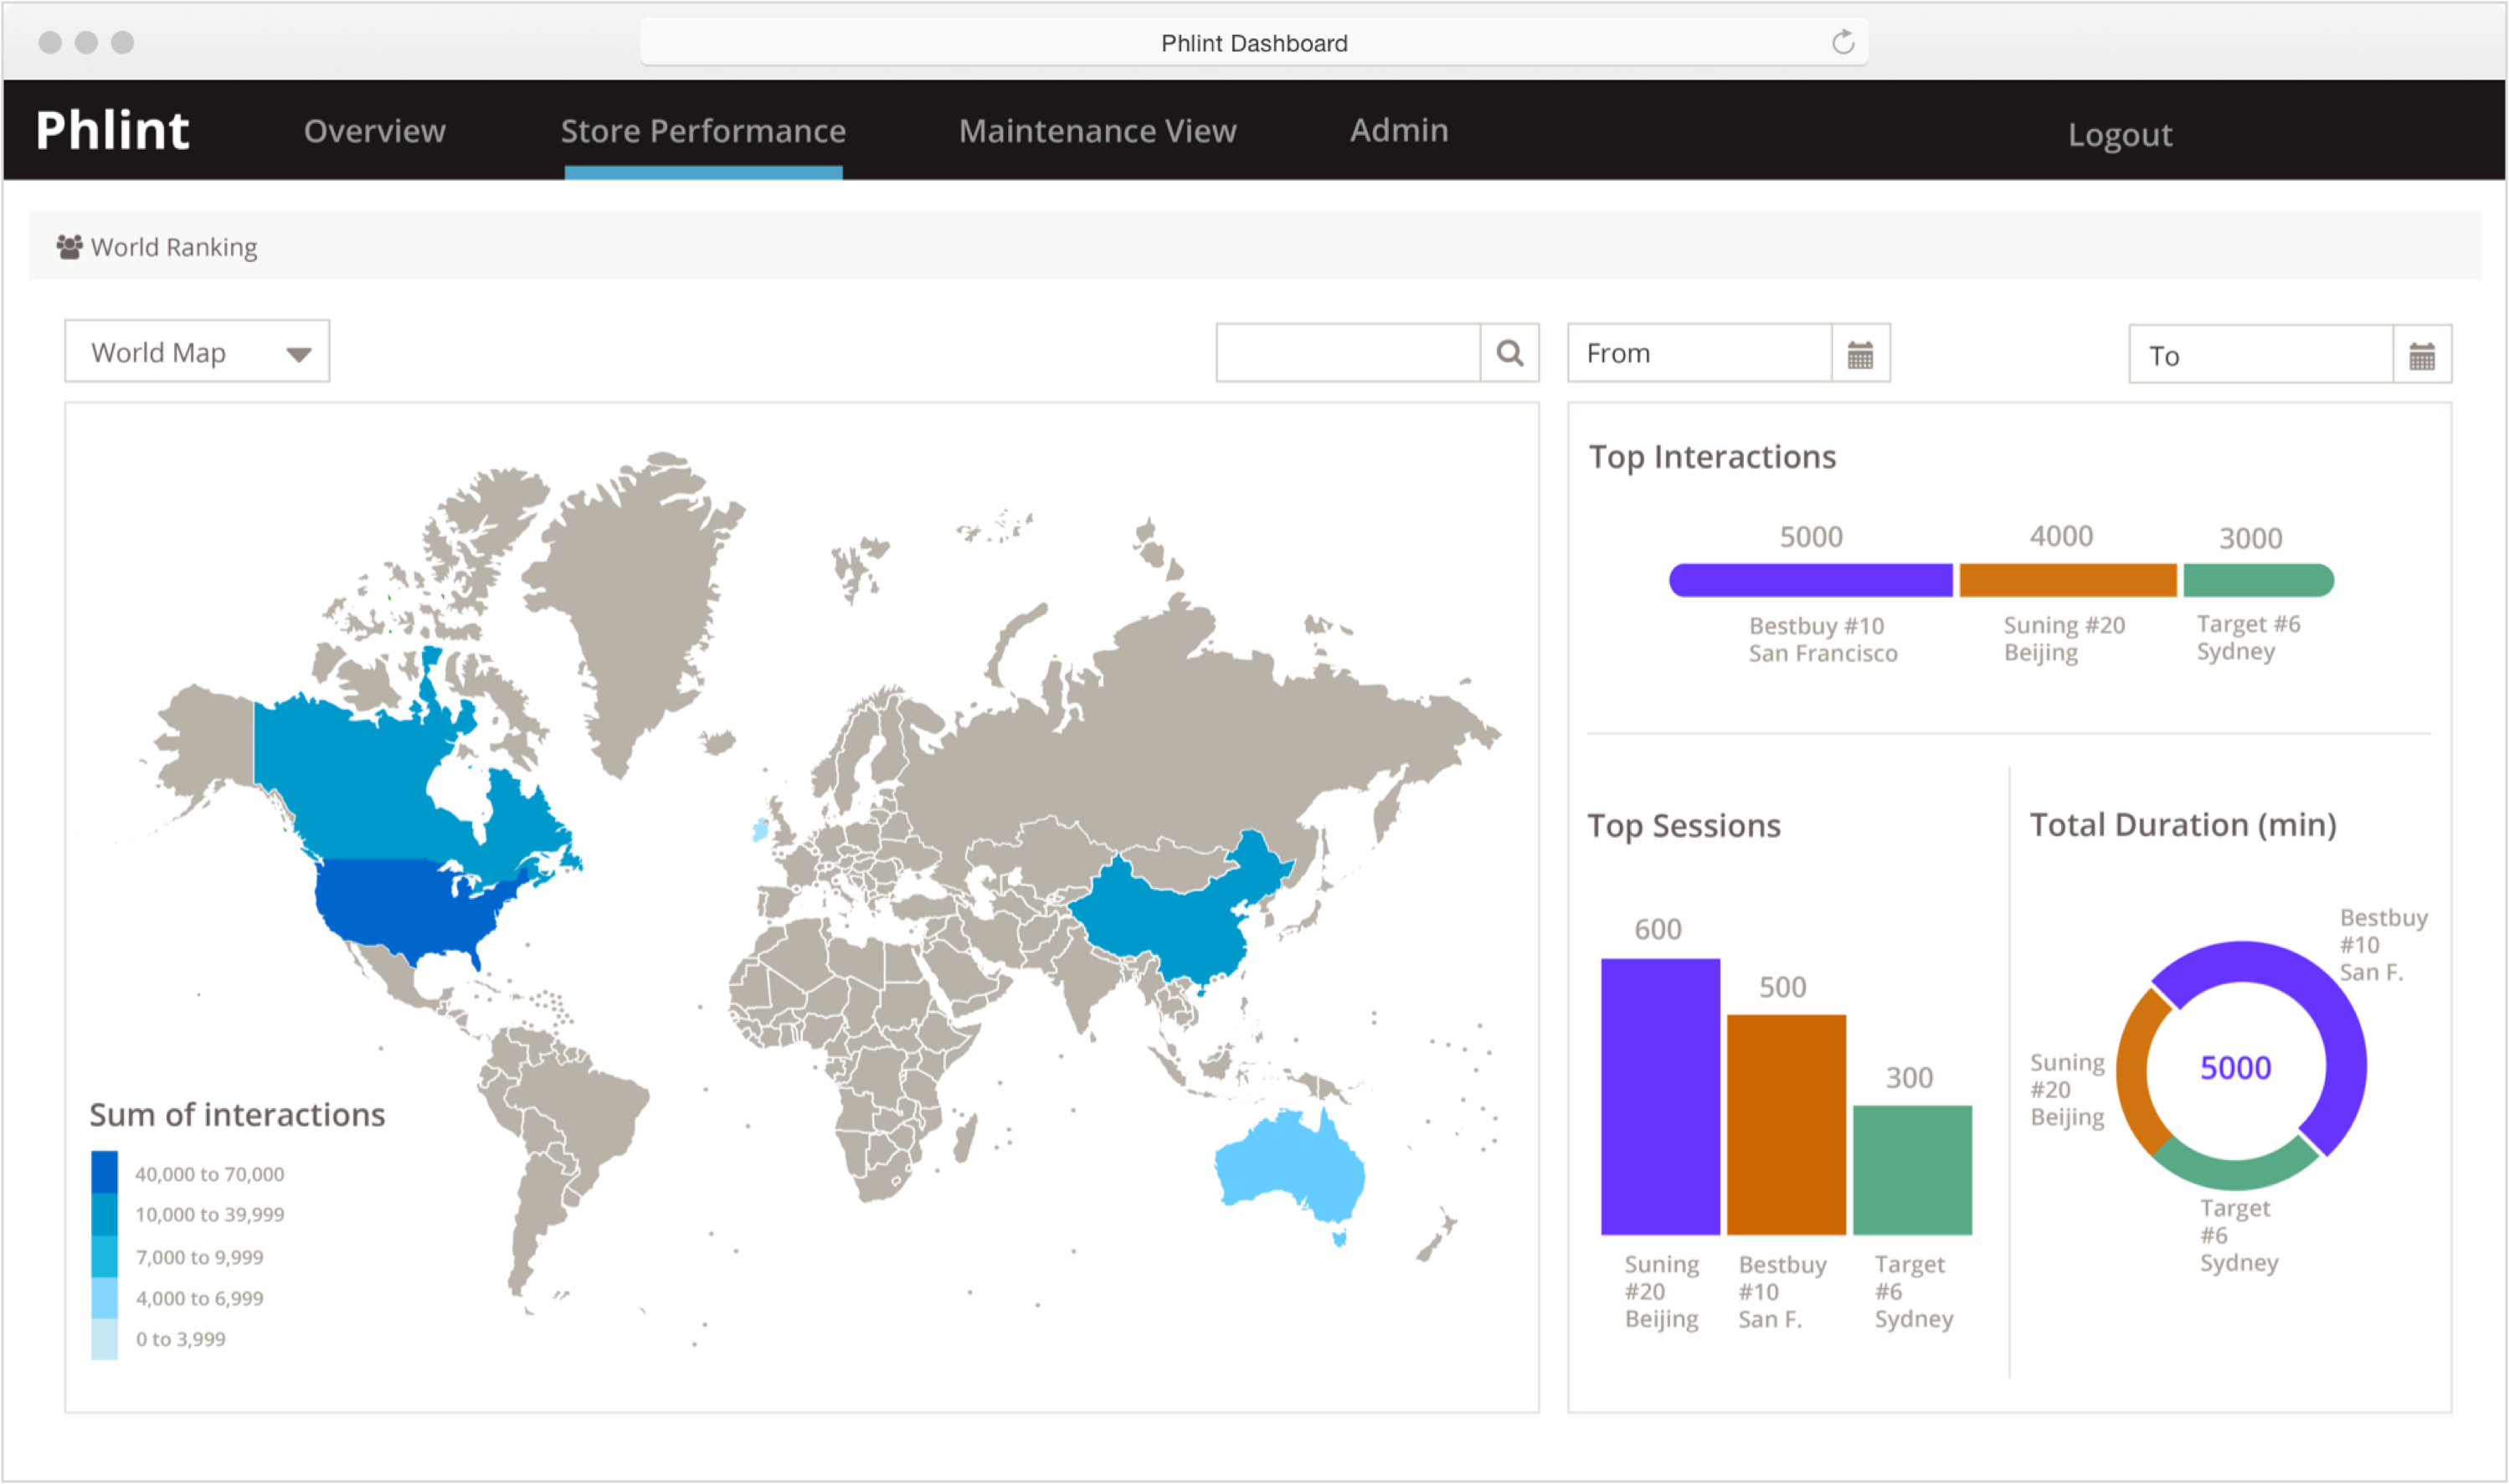 Phlint Dashboard
Phlint
Overview
Store Performance
Maintenance View
Admin
Logout
World Ranking
World Map
From
To
Sum of interactions
40,000 to 70,000
10,000 to 39,999
7,000 to 9,999
4,000 to 6,999
0 to 3,999
Top Interactions
5000
4000
3000
Bestbuy #10
San Francisco
Suning #20
Beijing
Target #6
Sydney
Top Sessions
600
500
300
Suning
#20
Beijing
Bestbuy
#10
San F.
Target
#6
Sydney
Total Duration (min)
Bestbuy
#10
San F.
Suning
#20
Beijing
5000
Target
#6
Sydney